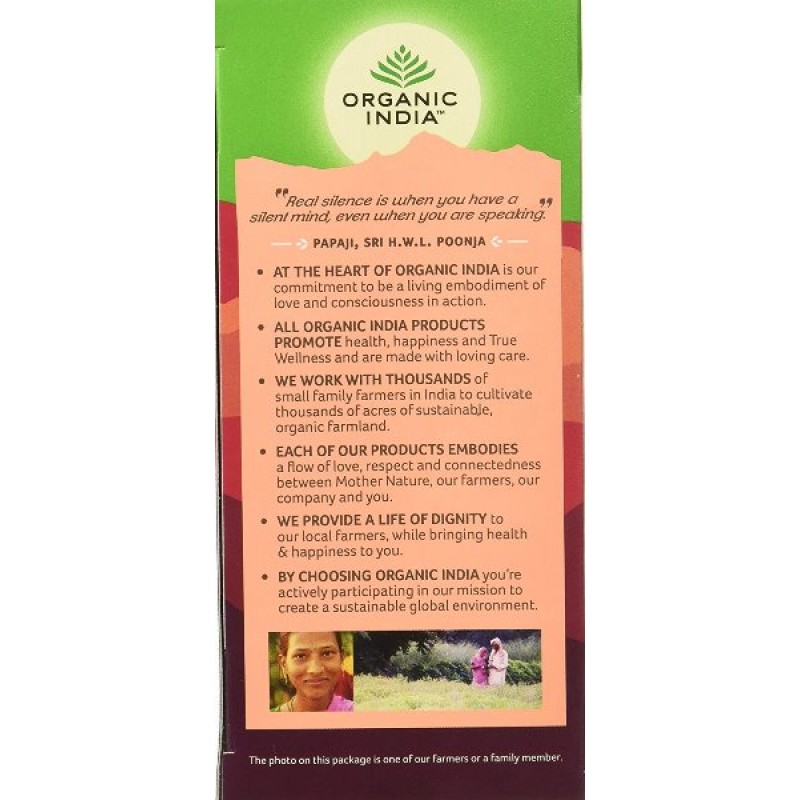 ORGANIC
INDIA™
"Real silence is when you have a
silent mind, even when you are speaking."
PAPAJI, SRI H.W.L. POONJA
• AT THE HEART OF ORGANIC INDIA is our
commitment to be a living embodiment of
love and consciousness in action.
• ALL ORGANIC INDIA PRODUCTS
PROMOTE health, happiness and True
Wellness and are made with loving care.
• WE WORK WITH THOUSANDS of
small family farmers in India to cultivate
thousands of acres of sustainable,
organic farmland.
• EACH OF OUR PRODUCTS EMBODIES
a flow of love, respect and connectedness
between Mother Nature, our farmers, our
company and you.
• WE PROVIDE A LIFE OF DIGNITY to
our local farmers, while bringing health
& happiness to you.
• BY CHOOSING ORGANIC INDIA you're
actively participating in our mission to
create a sustainable global environment.
The photo on this package is one of our farmers or a family member.